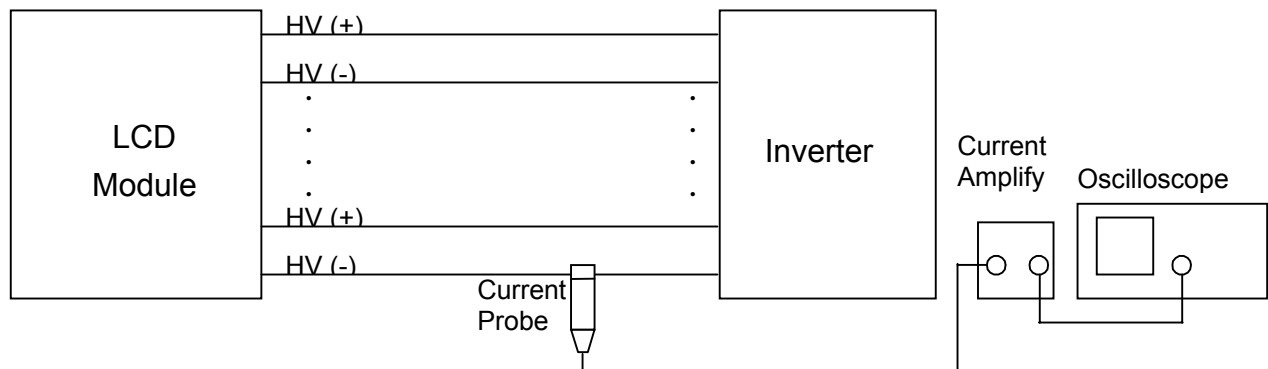 HV (+)
HV (-)
LCD
Module
Inverter
HV (+)
HV (-)
Current
Probe
Current
Amplify
Oscilloscope